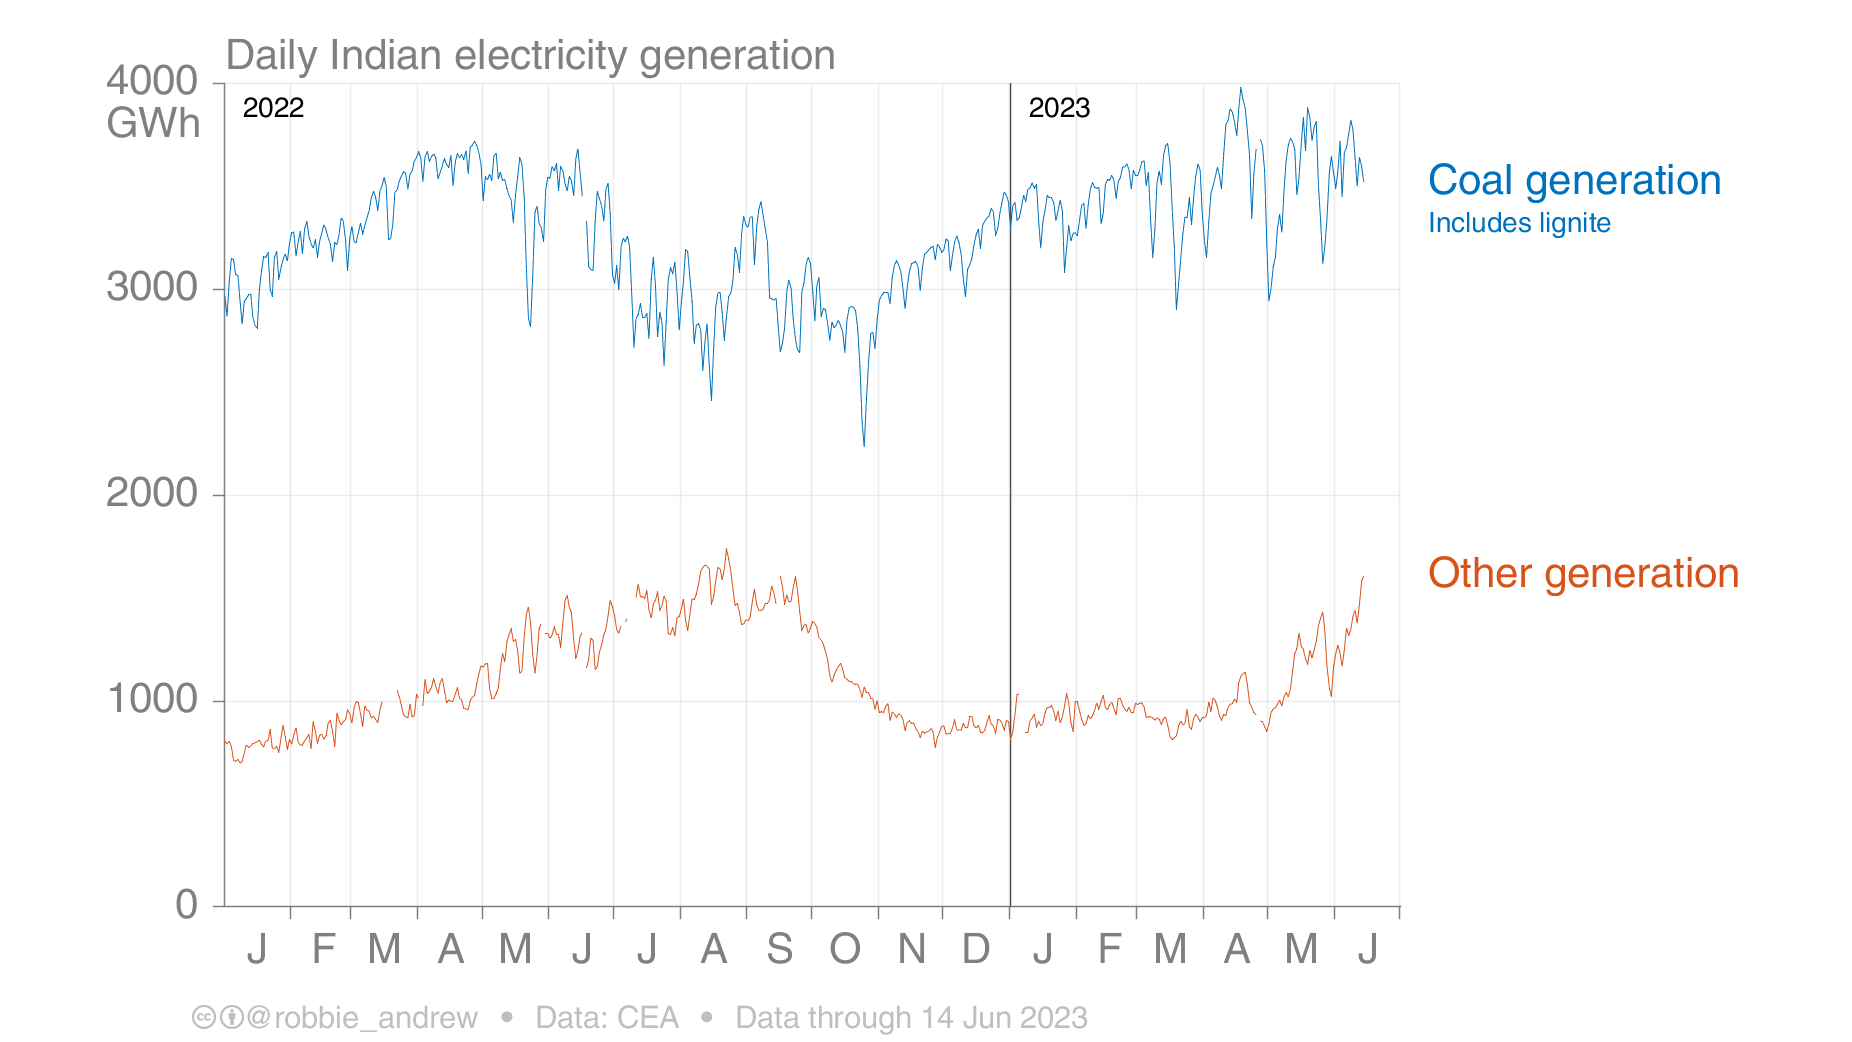 Daily Indian electricity generation
4000
GWh
2022
2023
Coal generation
Includes lignite
3000
2000
Other generation
1000
0
J F M A M J J A S O N D J F M A M J
@robbie_andrew • Data: CEA • Data through 14 Jun 2023